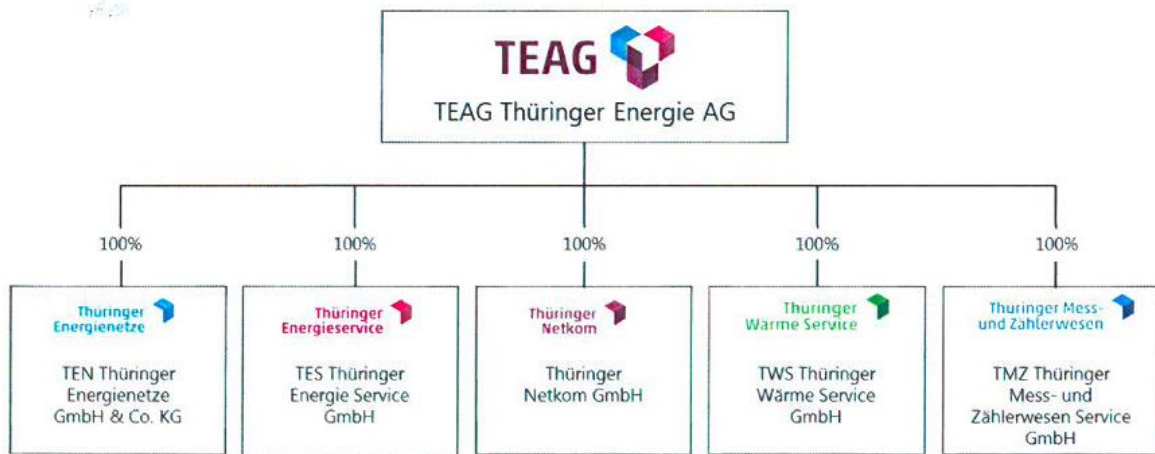 TEAG
TEAG Thüringer Energie AG
100%
100%
100%
100%
100%
Thüringer
Energienetze
TEN Thüringer
Energienetze
GmbH & Co. KG
Thüringer
Energieservice
TES Thüringer
Energie Service
GmbH
Thüringer
Netkom
Thüringer
Netkom GmbH
Thüringer
Wärme Service
TWS Thüringer
Wärme Service
GmbH
Thüringer Mess-
und Zählerwesen
TMZ Thüringer
Mess- und
Zählerwesen Service
GmbH